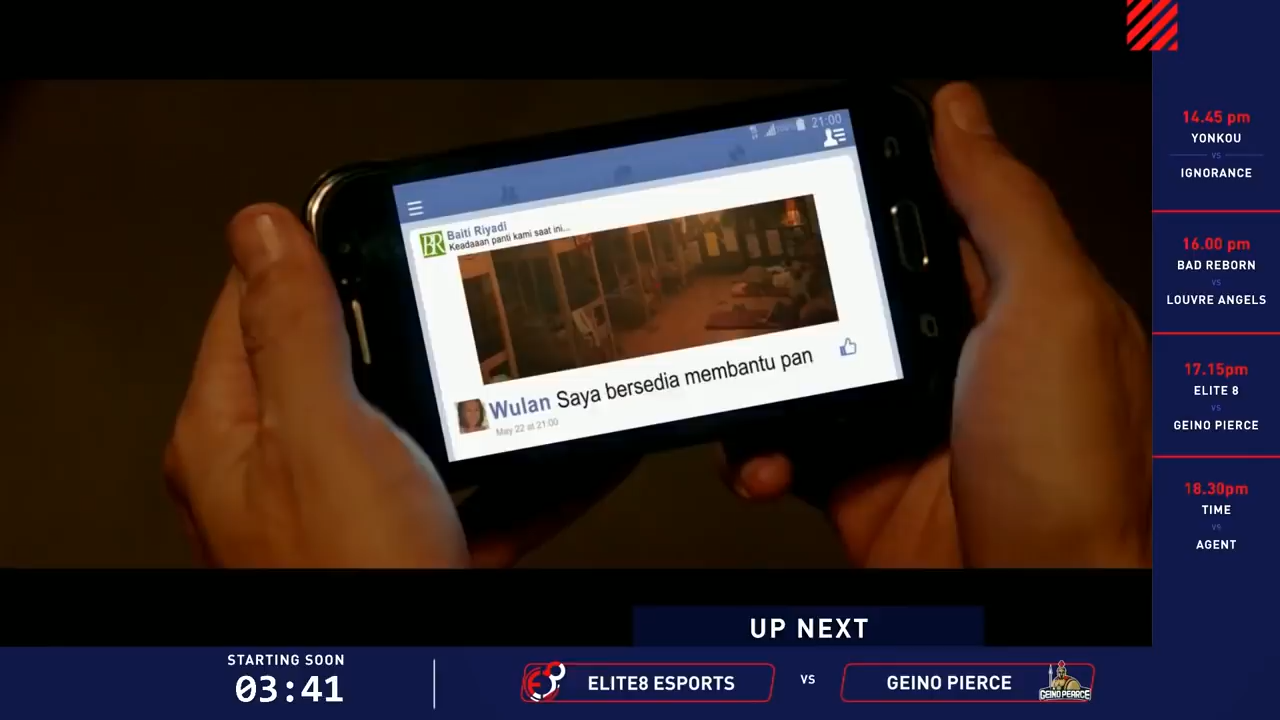 21:00
BR
Baiti Riyadi
Keadaaan panti kami saat ini...
Wulan Saya bersedia membantu pan
May 22 at 21:00
14.45 pm
YONKOU
VS
IGNORANCE
16.00 pm
BAD REBORN
VS
LOUVRE ANGELS
17.15pm
ELITE 8
VS
GEINO PIERCE
18.30pm
TIME
VS
AGENT
UP NEXT
STARTING SOON
03:41
ELITE8 ESPORTS
VS
GEINO PIERCE
GEINO PEARCE